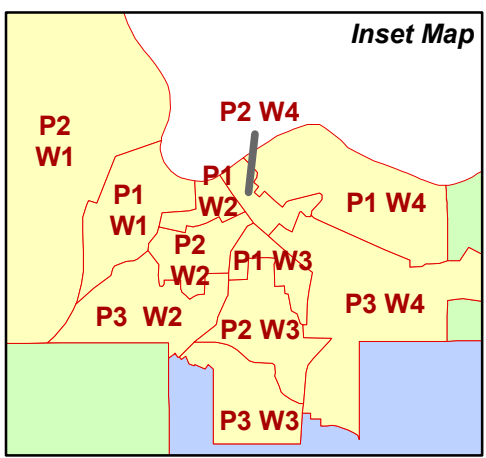 Inset Map
P2 W4
P2
W1
P1
W2
P1
W1
P1 W4
P2
W2
P1 W3
P3 W4
P3 W2
P2 W3
P3 W3